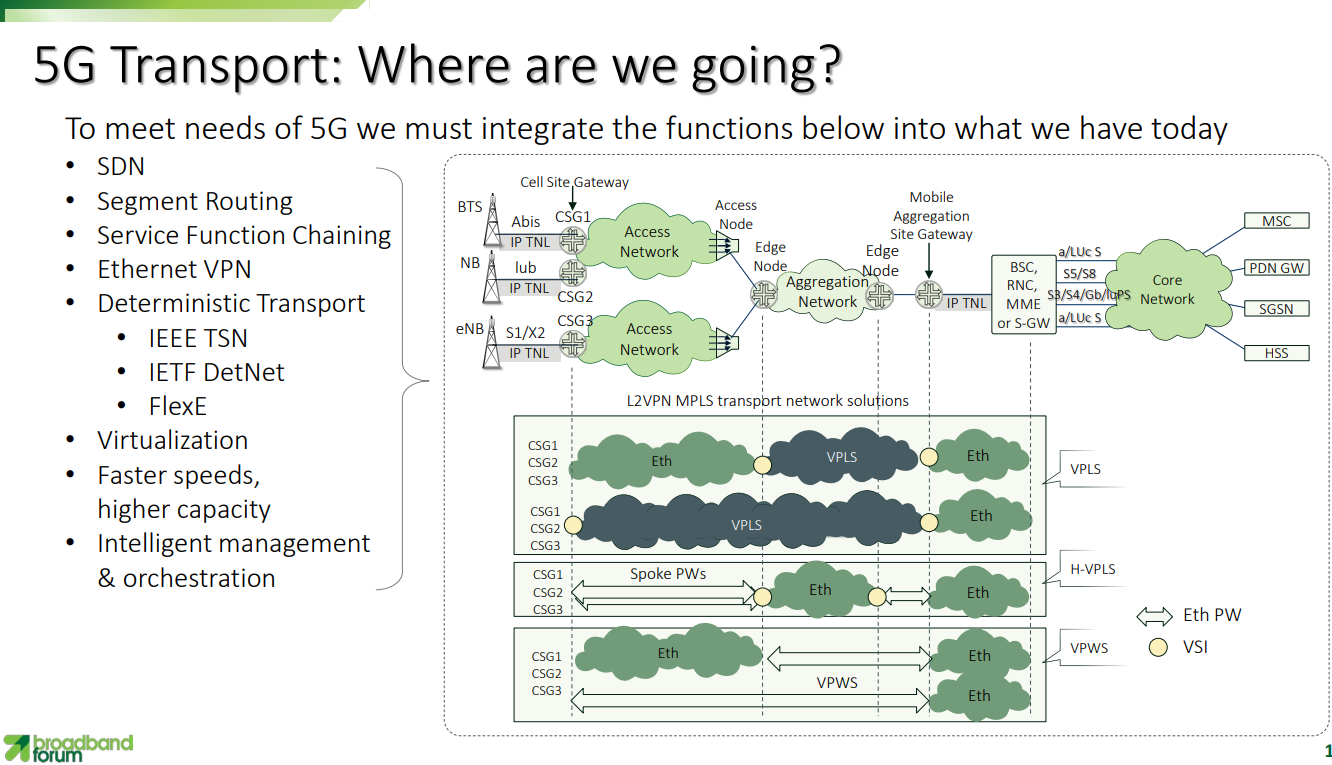 5G Transport: Where are we going?
To meet needs of 5G we must integrate the functions below into what we have today
• SDN
• Segment Routing
• Service Function Chaining
• Ethernet VPN
• Deterministic Transport
• IEEE TSN
• IETF DetNet
• FlexE
• Virtualization
• Faster speeds,
higher capacity
• Intelligent management
& orchestration
Cell Site Gateway
BTS
Abis
IP TNL
CSG1
NB
lub
IP TNL
CSG2
eNB
S1/X2
IP TNL
CSG3
Access
Network
Access
Network
Access
Node
Edge
Node
Aggregation
Network
Edge
Node
Mobile
Aggregation
Site Gateway
IP TNL
BSC,
RNC,
MME
or S-GW
a/LUc S
S5/S8
S3/S4/Gb/luPS
a/LUc S
Core
Network
MSC
PDN GW
SGSN
HSS
L2VPN MPLS transport network solutions
CSG1
CSG2
CSG3
Eth
VPLS
Eth
CSG1
CSG2
CSG3
VPLS
Eth
VPLS
CSG1
CSG2
CSG3
Spoke PWs
Eth
Eth
H-VPLS
CSG1
CSG2
CSG3
Eth
Eth
VPWS
Eth
VPWS
Eth PW
VSI
broadband
forum
1